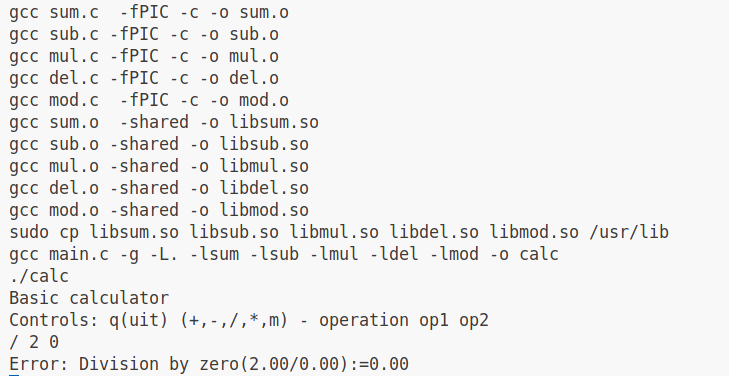 gcc sum.c  -fPIC -c -o sum.o
gcc sub.c -fPIC -c -o sub.o
gcc mul.c -fPIC -c -o mul.o
gcc del.c -fPIC -c -o del.o
gcc mod.c  -fPIC -c -o mod.o
gcc sum.o  -shared -o libsum.so
gcc sub.o -shared -o libsub.so
gcc mul.o -shared -o libmul.so
gcc del.o -shared -o libdel.so
gcc mod.o -shared -o libmod.so
sudo cp libsum.so libsub.so libmul.so libdel.so libmod.so /usr/lib
gcc main.c -g -L. -lsum -lsub -lmul -ldel -lmod -o calc
./calc
Basic calculator
Controls: q(uit) (+,-,/,*,m) - operation op1 op2
/ 2 0
Error: Division by zero(2.00/0.00):=0.00